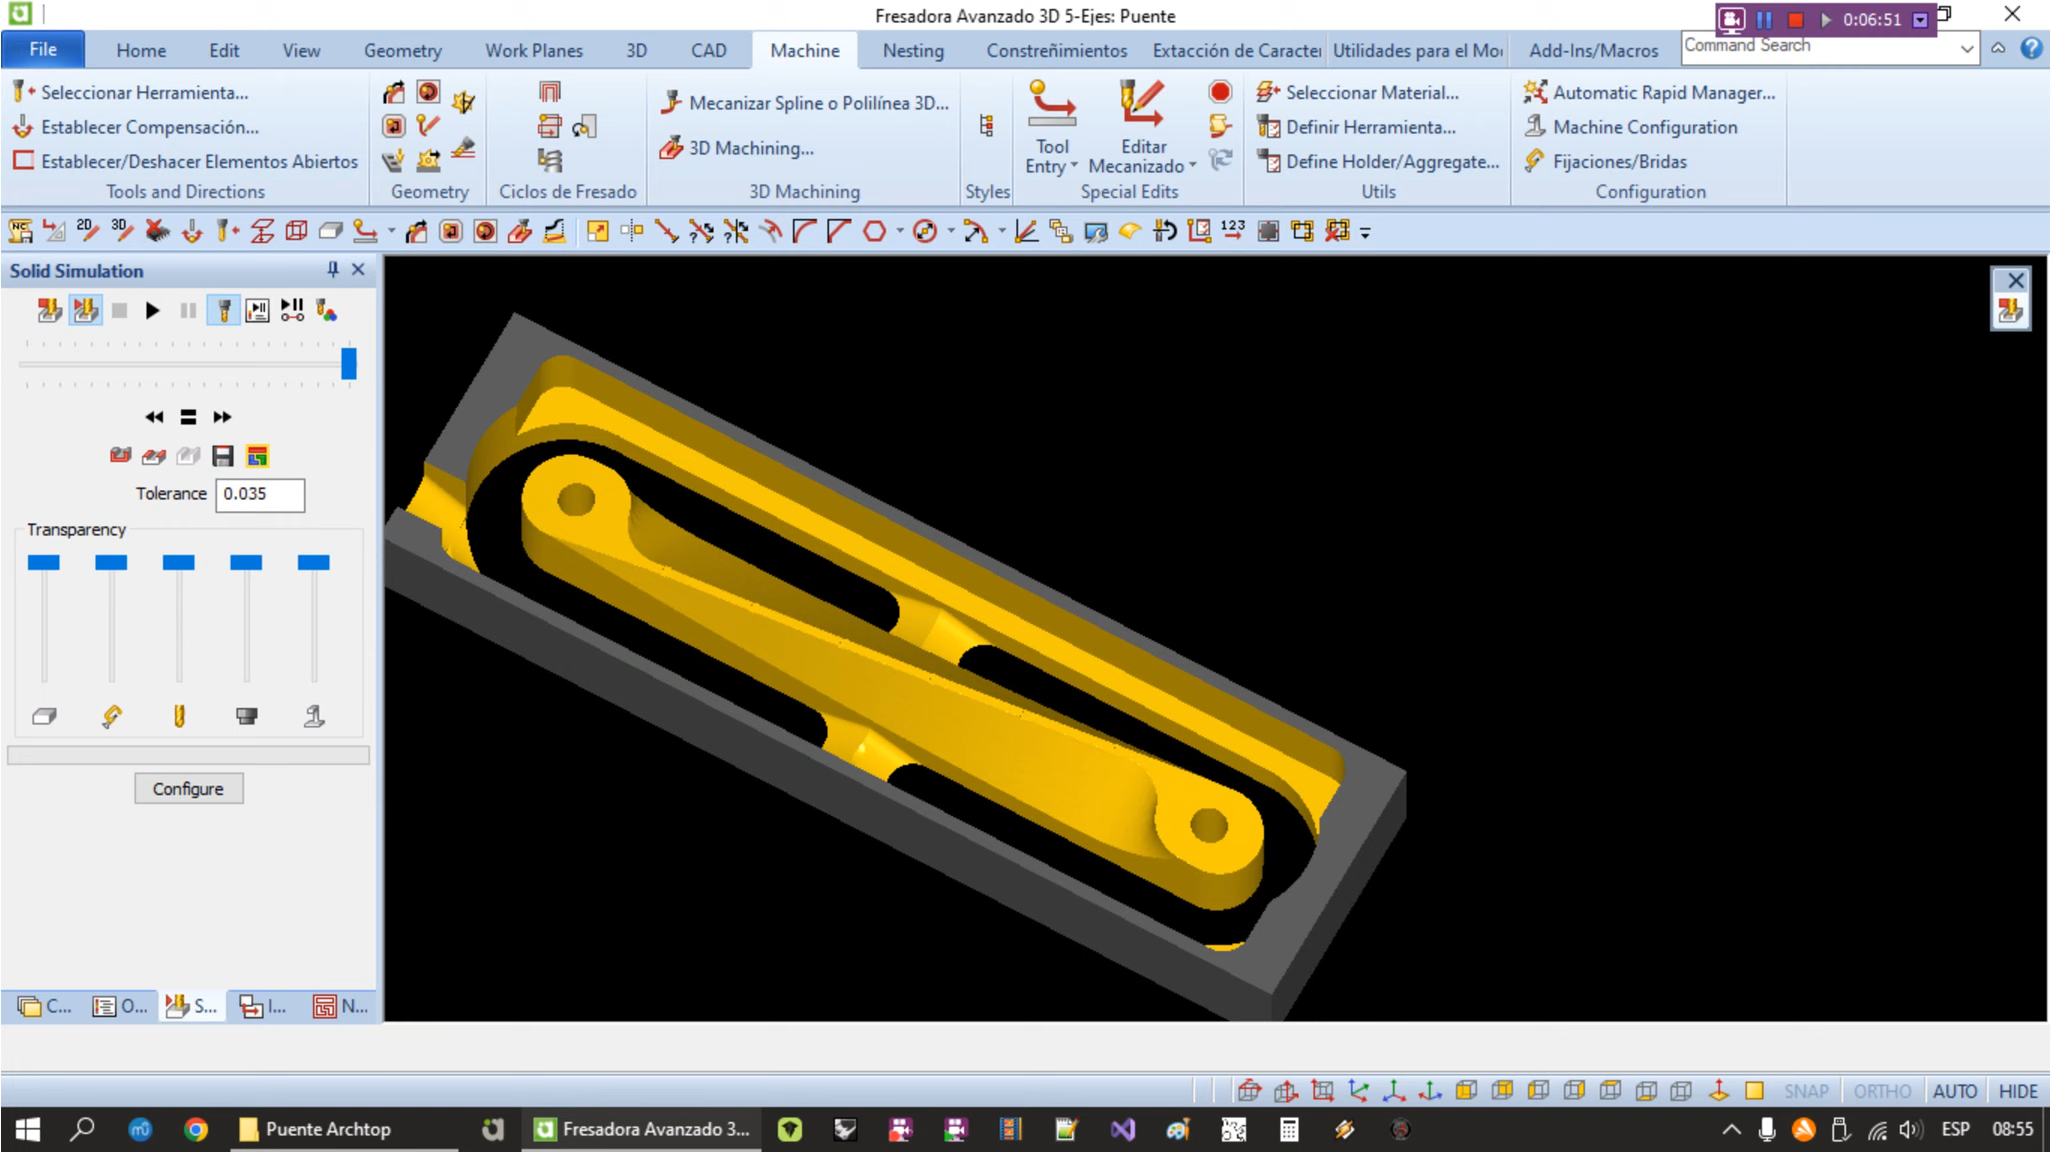 Fresadora Avanzado 3D 5-Ejes: Puente
0:06:51
File Home Edit View Geometry Work Planes 3D CAD Machine Nesting Constreñimientos Extacción de Caracte Utilidades para el Mo Add-Ins/Macros Command Search
Seleccionar Herramienta...
Establecer Compensación...
Establecer/Deshacer Elementos Abiertos
Tools and Directions
Geometry
Ciclos de Fresado
Mecanizar Spline o Polilínea 3D...
3D Machining...
3D Machining
Styles
Tool
Entry
Editar
Mecanizado
Special Edits
Seleccionar Material...
Definir Herramienta...
Define Holder/Aggregate...
Utils
Automatic Rapid Manager...
Machine Configuration
Fijaciones/Bridas
Configuration
NC 2D 3D 123
Solid Simulation
Tolerance 0.035
Transparency
Configure
C... O... S... I... N...
SNAP ORTHO AUTO HIDE
Puente Archtop
Fresadora Avanzado 3...
ESP 08:55